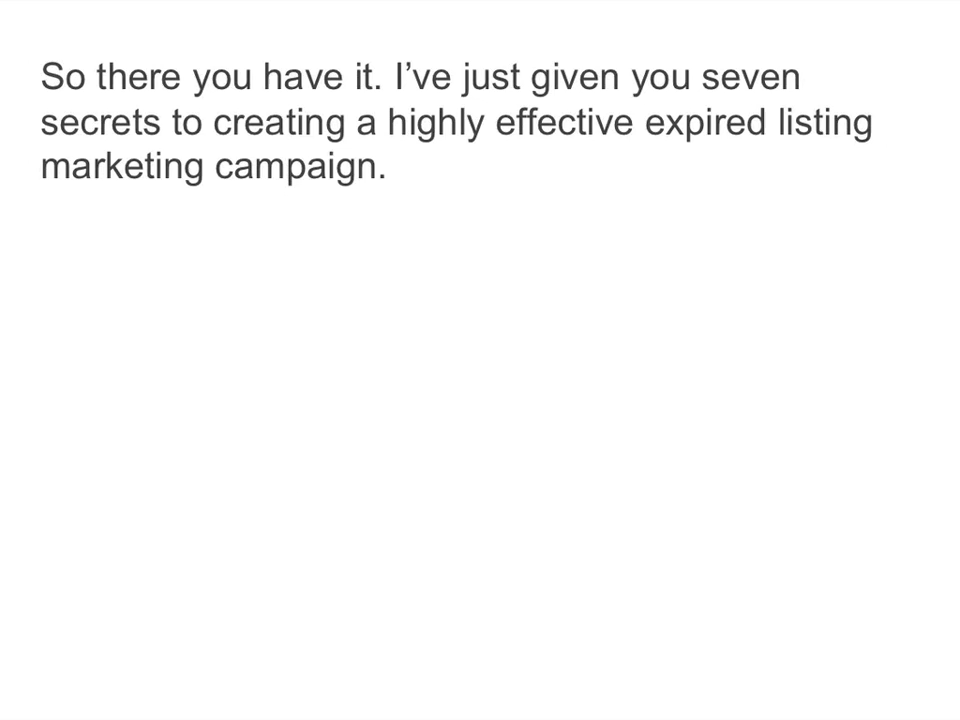 So there you have it. I’ve just given you seven
secrets to creating a highly effective expired listing
marketing campaign.